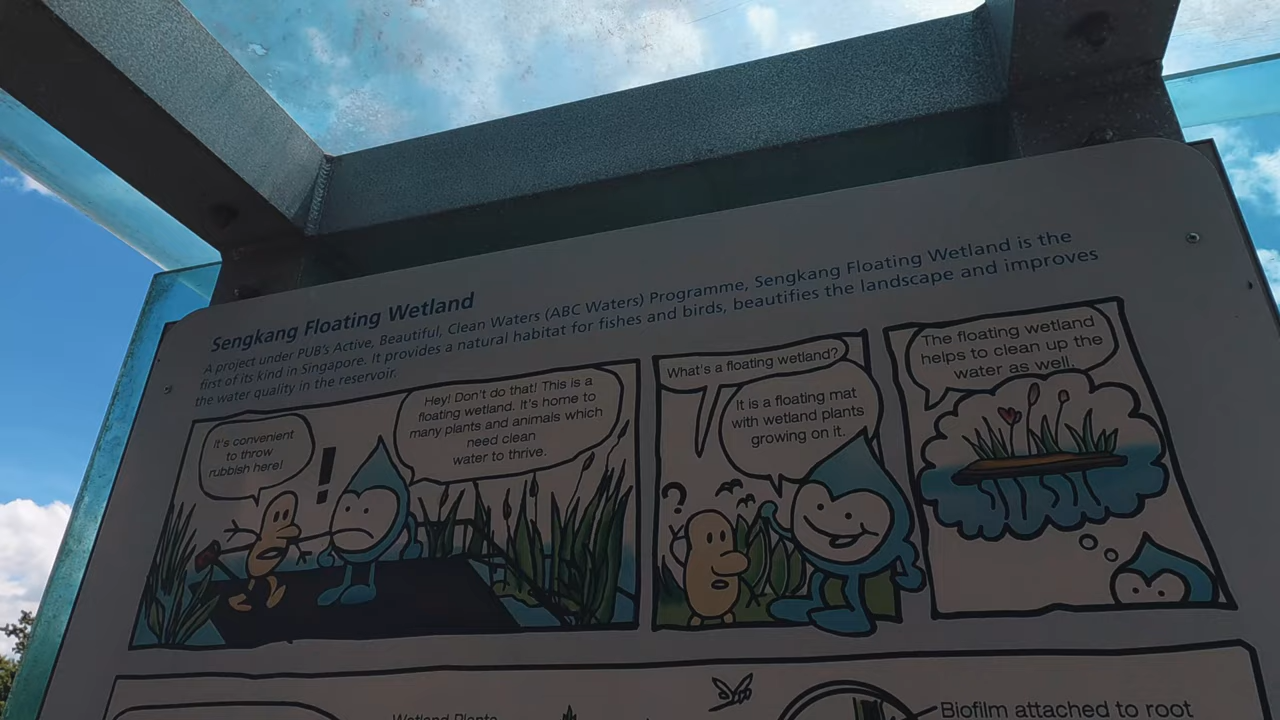 Sengkang Floating Wetland
A project under PUB's Active, Beautiful, Clean Waters (ABC Waters) Programme, Sengkang Floating Wetland is the
first of its kind in Singapore. It provides a natural habitat for fishes and birds, beautifies the landscape and improves
the water quality in the reservoir.
It's convenient
to throw
rubbish here!
!
Hey! Don't do that! This is a
floating wetland. It's home to
many plants and animals which
need clean
water to thrive.
What's a floating wetland?
?
It is a floating mat
with wetland plants
growing on it.
The floating wetland
helps to clean up the
water as well.
Wetland Plants
Biofilm attached to root